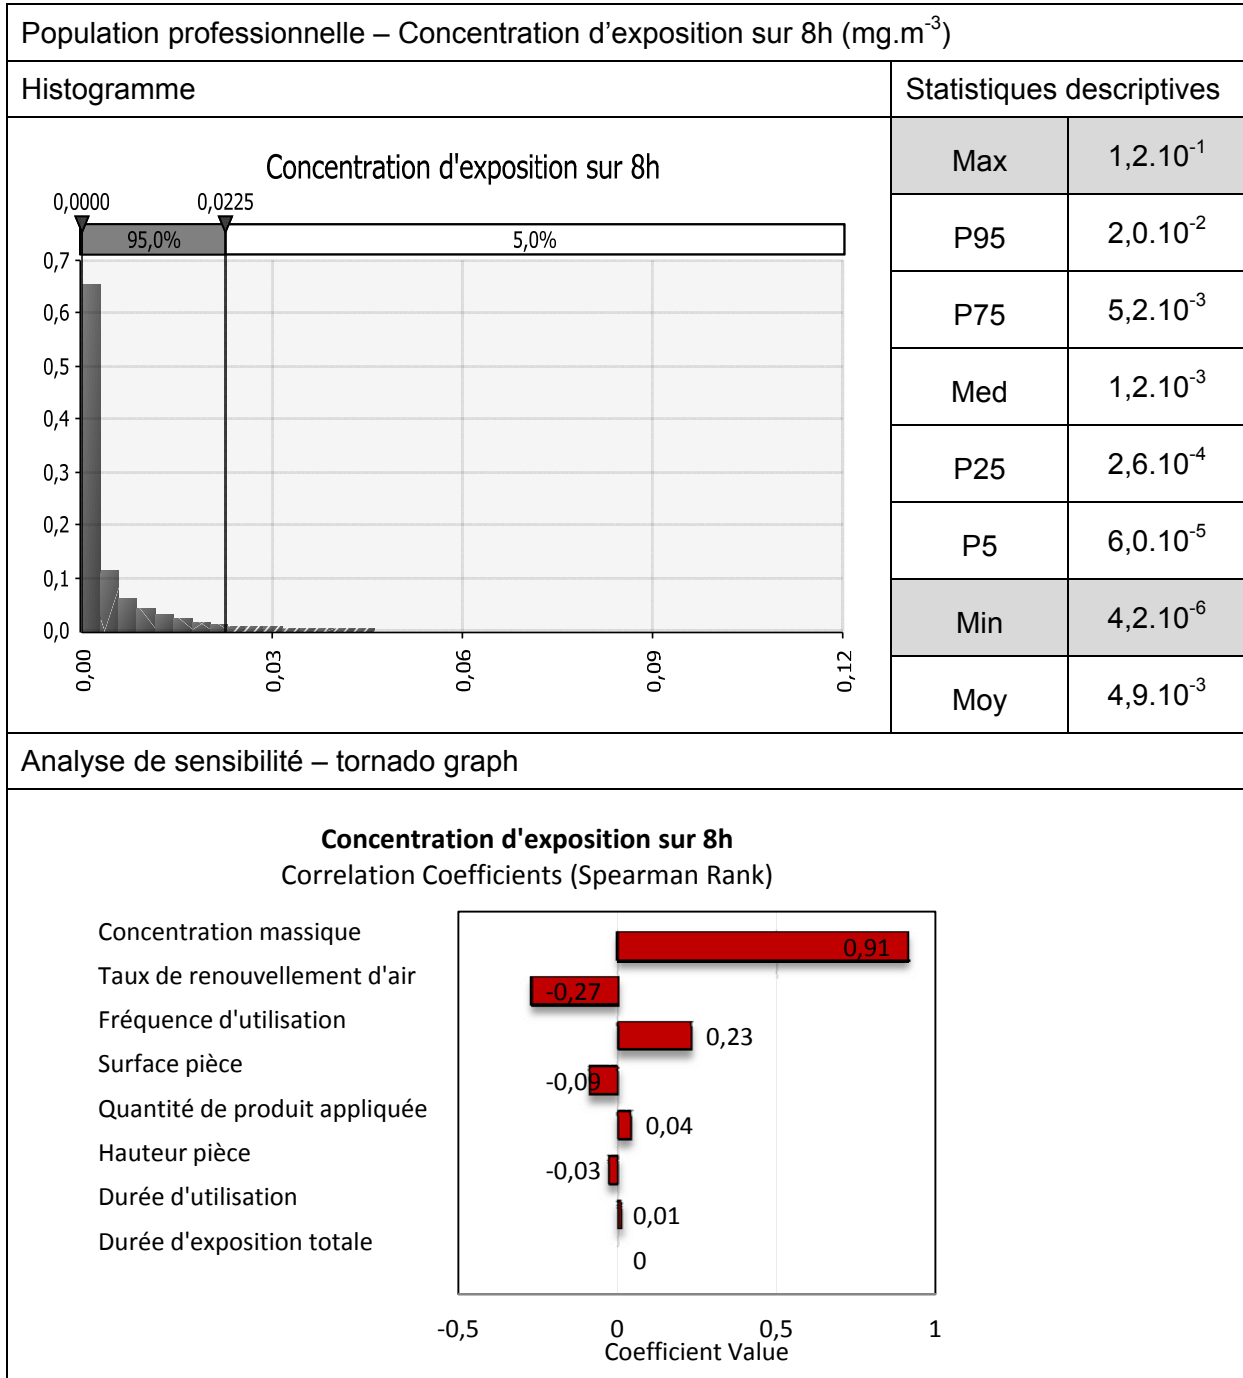 Population professionnelle – Concentration d'exposition sur 8h (mg.m-3)
Histogramme
Statistiques descriptives
Concentration d'exposition sur 8h
0,0000 0,0225
95,0% 5,0%
0,7
0,6
0,5
0,4
0,3
0,2
0,1
0,0
0,00 0,03 0,06 0,09 0,12
Max 1,2.10-1
P95 2,0.10-2
P75 5,2.10-3
Med 1,2.10-3
P25 2,6.10-4
P5 6,0.10-5
Min 4,2.10-6
Moy 4,9.10-3
Analyse de sensibilité – tornado graph
Concentration d'exposition sur 8h
Correlation Coefficients (Spearman Rank)
Concentration massique 0,91
Taux de renouvellement d'air -0,27
Fréquence d'utilisation 0,23
Surface pièce -0,09
Quantité de produit appliquée 0,04
Hauteur pièce -0,03
Durée d'utilisation 0,01
Durée d'exposition totale 0
-0,5 0 0,5 1
Coefficient Value